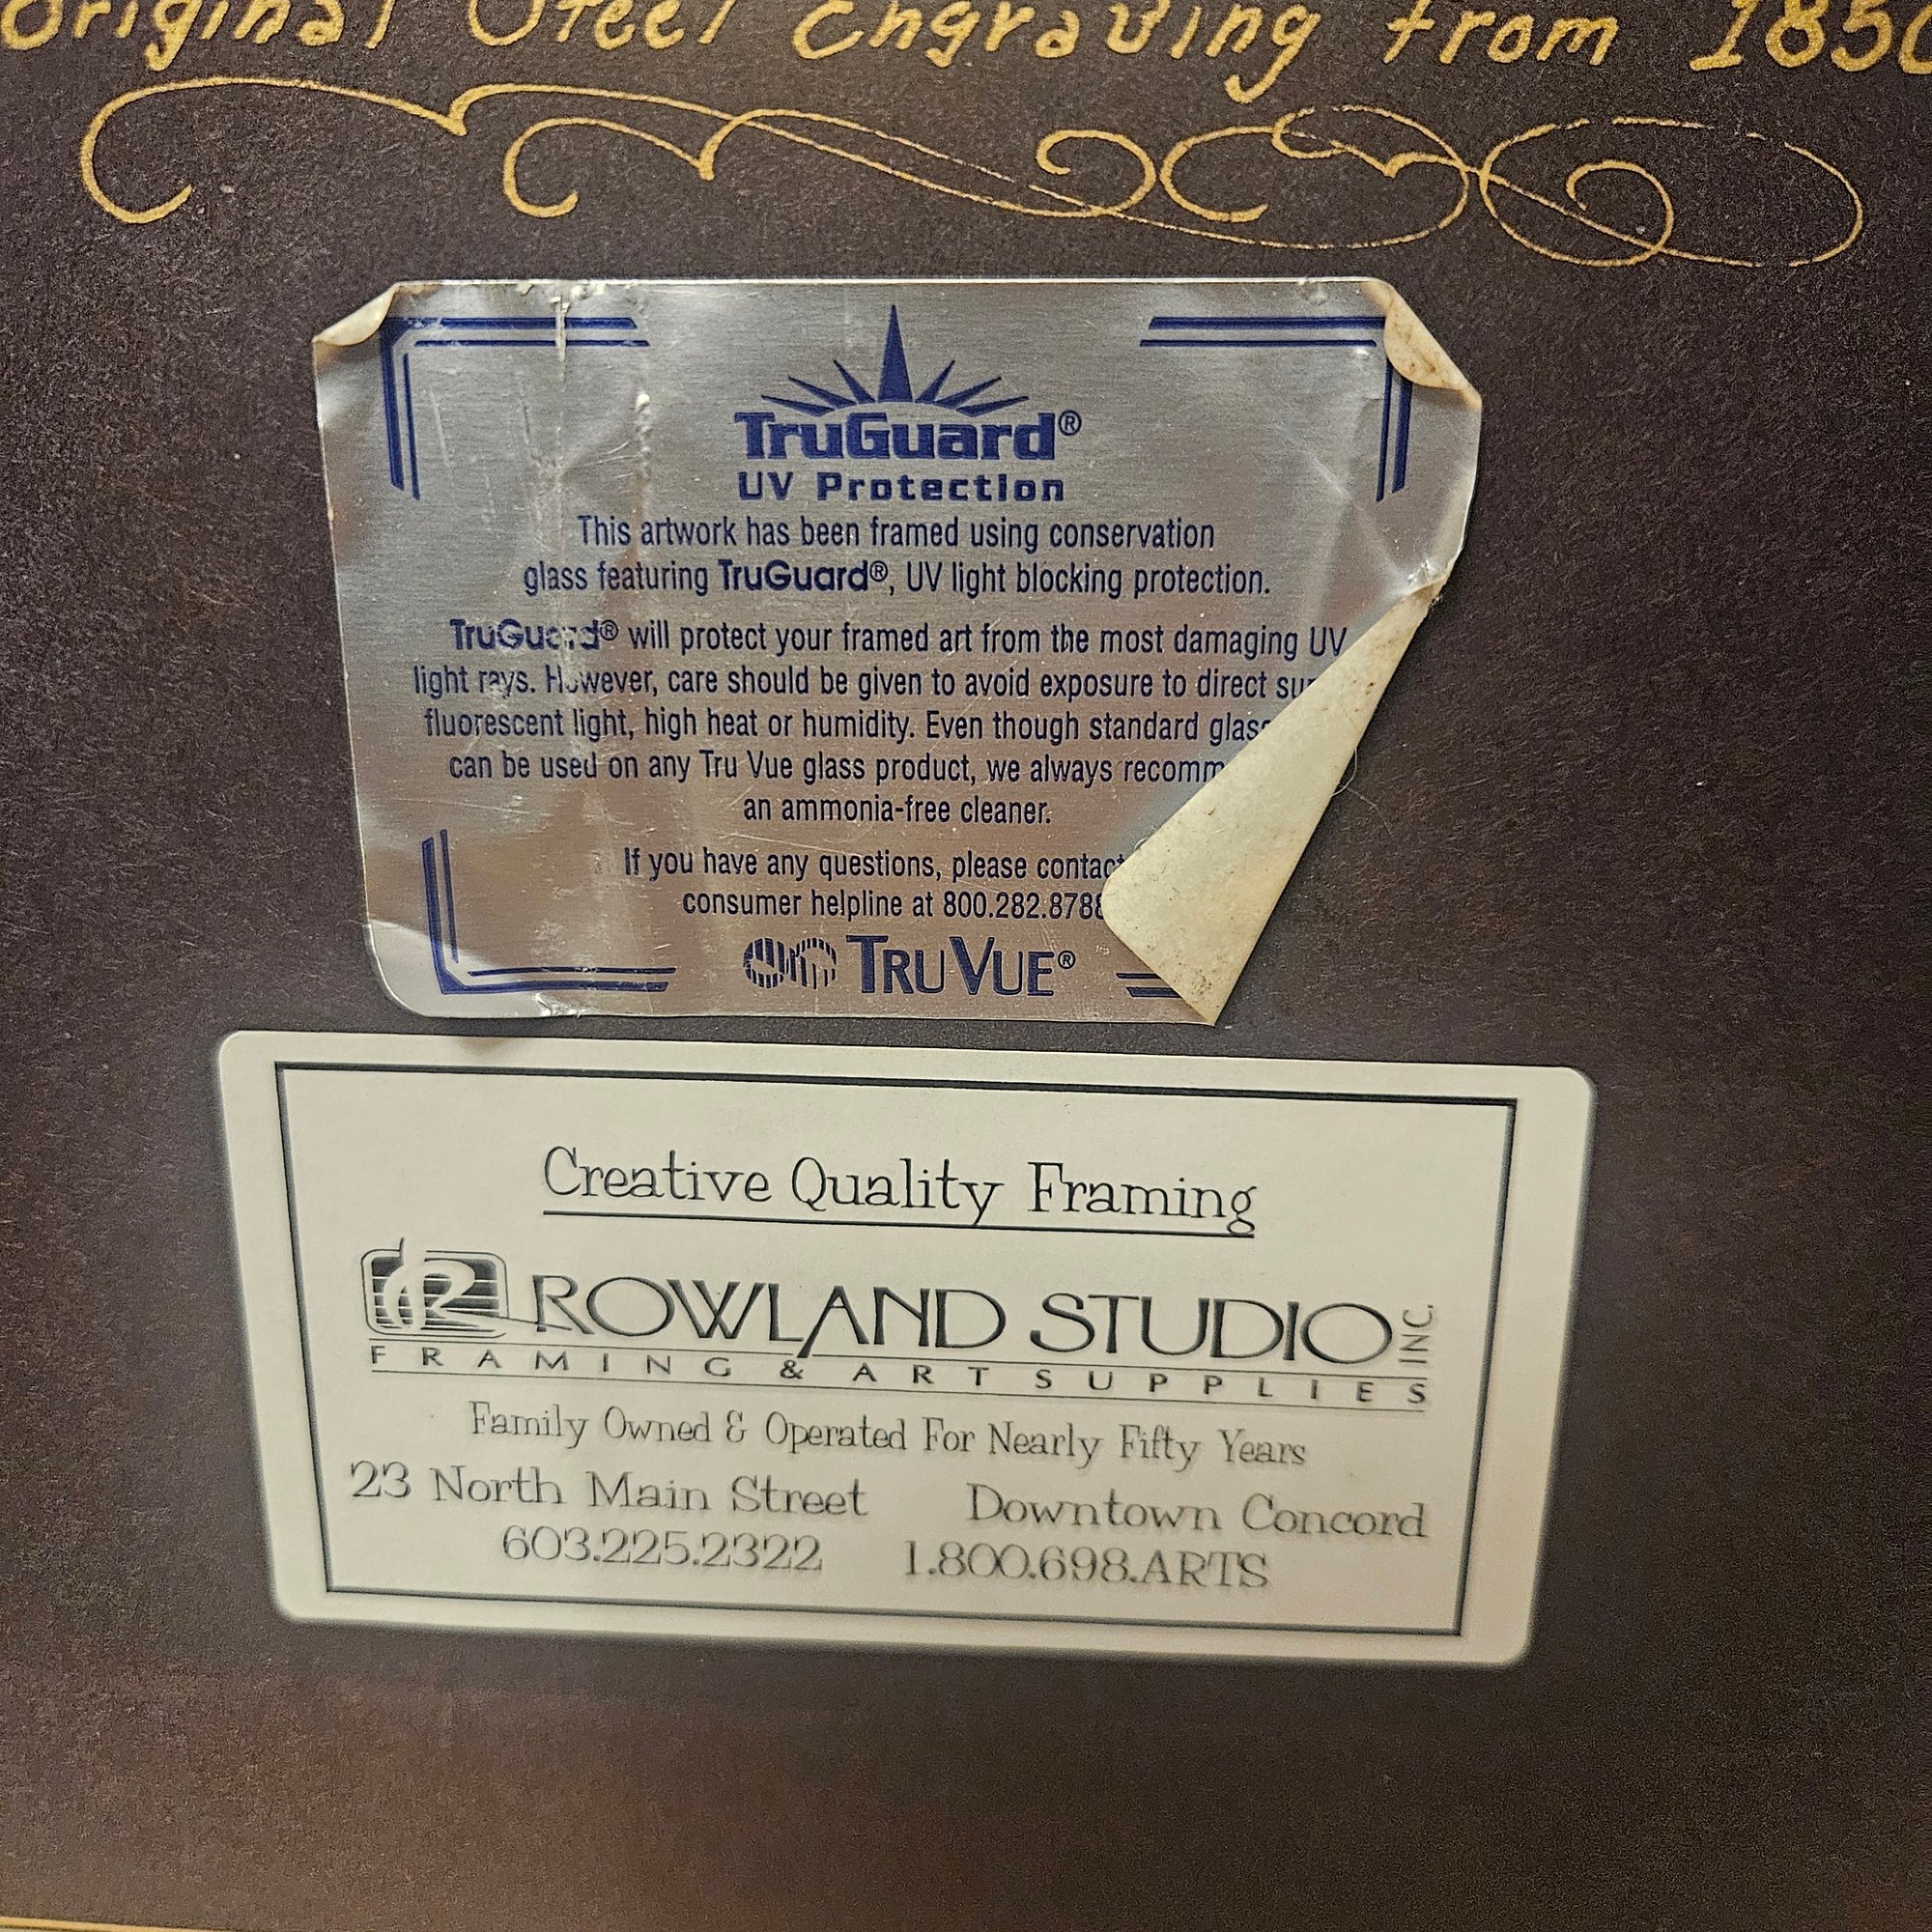 Original Steel Engraving from 1850
TruGuard®
UV Protection
This artwork has been framed using conservation
glass featuring TruGuard®, UV light blocking protection.
TruGuard® will protect your framed art from the most damaging UV
light rays. However, care should be given to avoid exposure to direct
fluorescent light, high heat or humidity. Even though standard
can be used on any Tru Vue glass product, we always
an ammonia-free cleaner.
If you have any questions, please contact
consumer helpline at 800.282.8788
TRU VUE®
Creative Quality Framing
ROWLAND STUDIO INC.
FRAMING & ART SUPPLIES
Family Owned & Operated For Nearly Fifty Years
23 North Main Street Downtown Concord
603.225.2322 1.800.698.ARTS